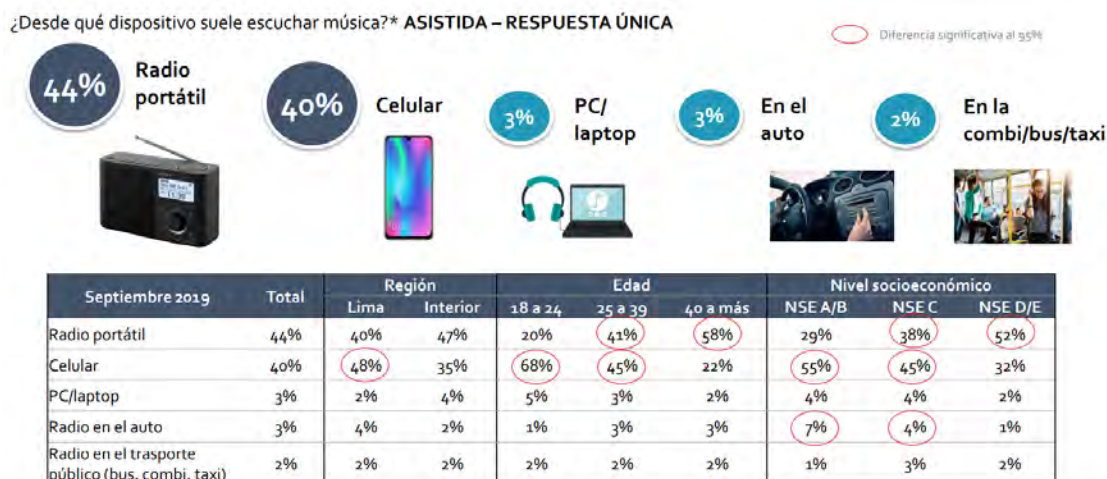 ¿Desde qué dispositivo suele escuchar música?* ASISTIDA – RESPUESTA ÚNICA
Diferencia significativa al 95%
44% Radio portátil
40% Celular
3% PC/ laptop
3% En el auto
2% En la combi/bus/taxi
Septiembre 2019 Total Región Edad Nivel socioeconómico
Lima Interior 18 a 24 25 a 39 40 a más NSE A/B NSE C NSE D/E
Radio portátil 44% 40% 47% 20% 41% 58% 29% 38% 52%
Celular 40% 48% 35% 68% 45% 22% 55% 45% 32%
PC/laptop 3% 2% 4% 5% 3% 2% 4% 4% 2%
Radio en el auto 3% 4% 2% 1% 3% 3% 7% 4% 1%
Radio en el trasporte
público (bus, combi, taxi) 2% 2% 2% 2% 2% 2% 1% 3% 2%